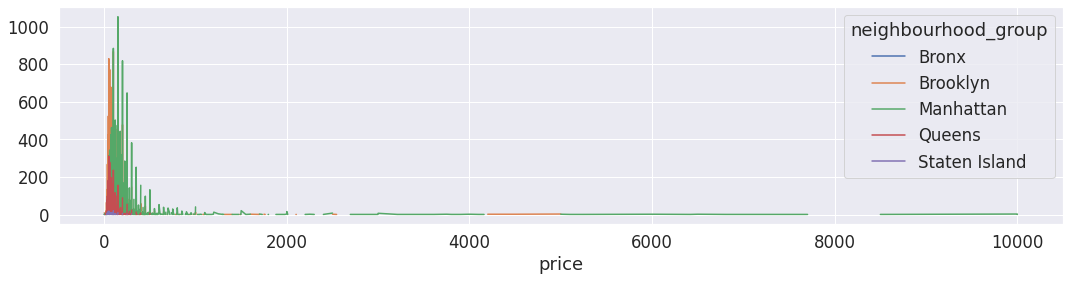 1000
800
600
400
200
0
0 2000 4000 6000 8000 10000
price
neighbourhood_group
Bronx
Brooklyn
Manhattan
Queens
Staten Island